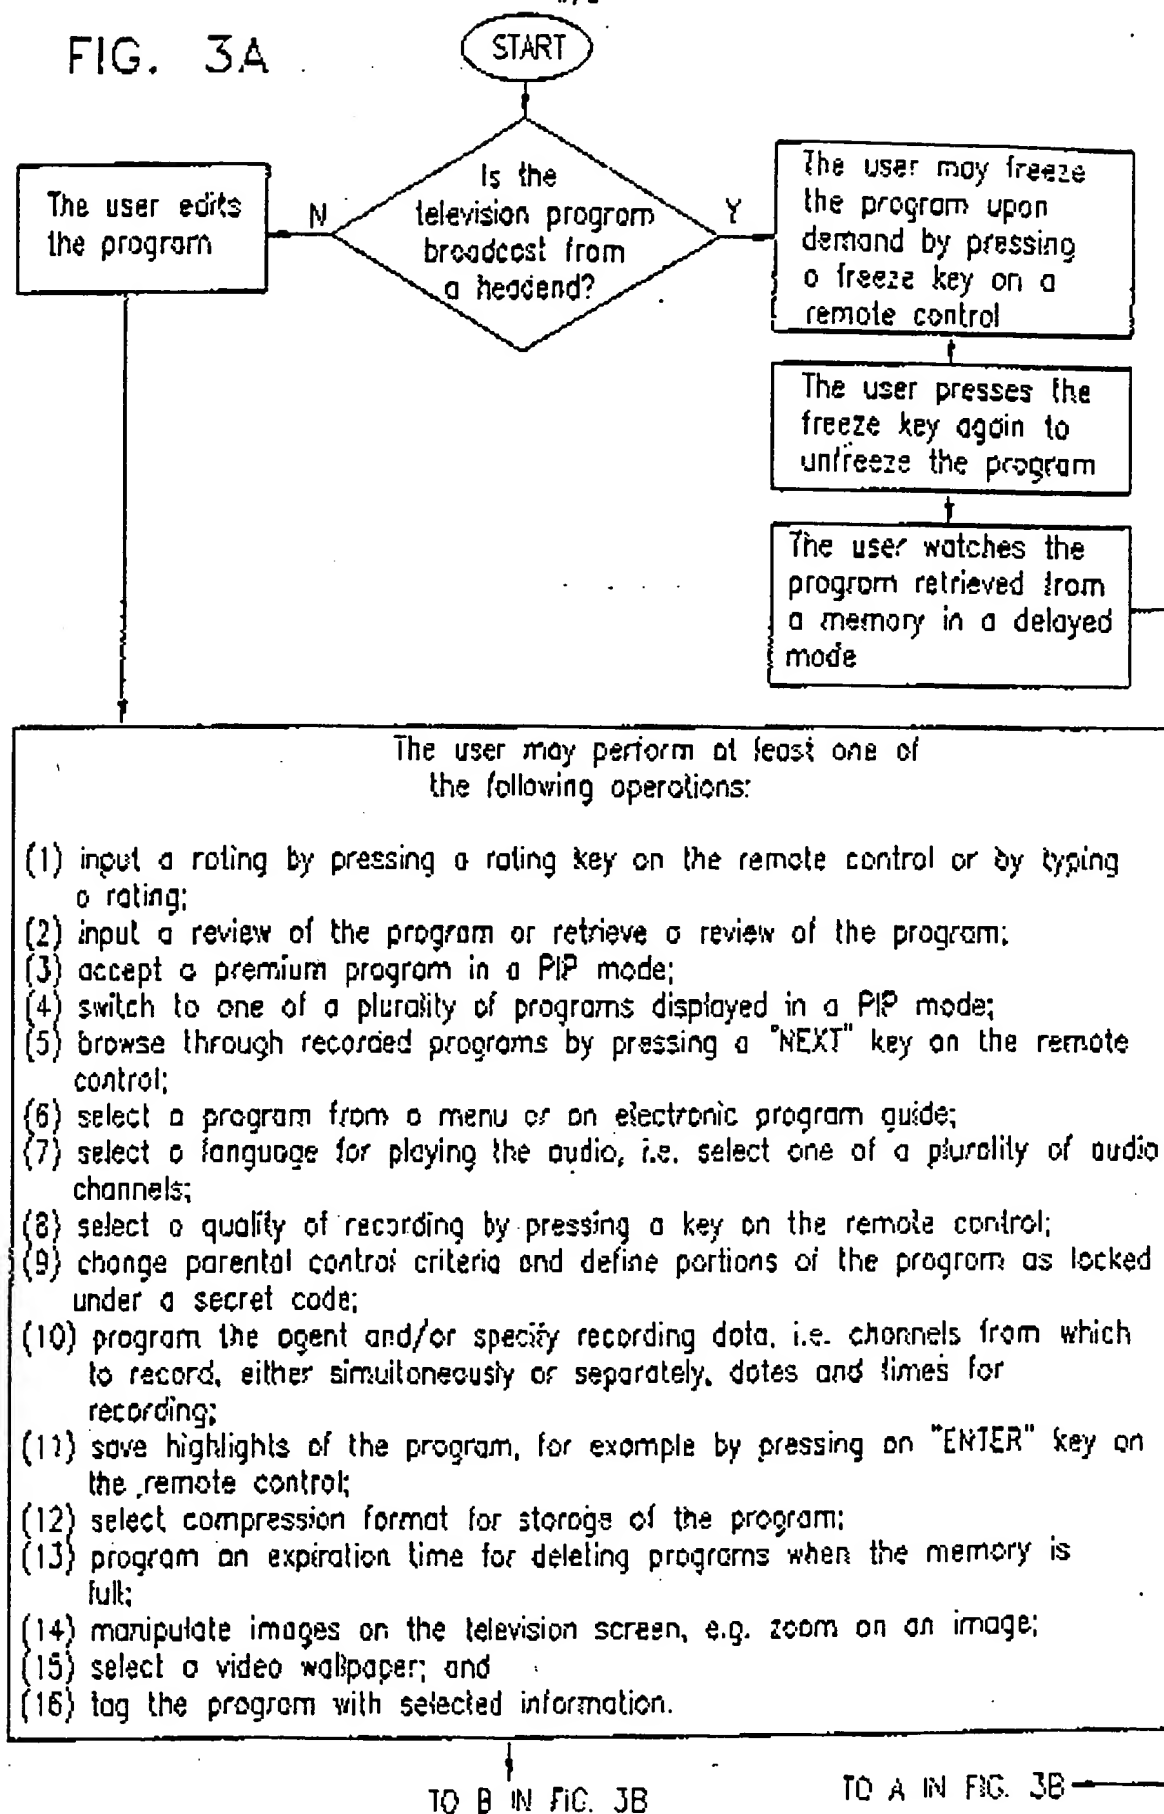 FIG. 3A
START
Is the
television program
broadcast from
a headend?
N
Y
The user edits
the program
The user may freeze
the program upon
demand by pressing
a freeze key on a
remote control
The user presses the
freeze key again to
unfreeze the program
The user watches the
program retrieved from
a memory in a delayed
mode
The user may perform at least one of
the following operations:
(1) input a rating by pressing a rating key on the remote control or by typing
a rating;
(2) input a review of the program or retrieve a review of the program;
(3) accept a premium program in a PIP mode;
(4) switch to one of a plurality of programs displayed in a PIP mode;
(5) browse through recorded programs by pressing a "NEXT" key on the remote
control;
(6) select a program from a menu or an electronic program guide;
(7) select a language for playing the audio, i.e. select one of a plurality of audio
channels;
(8) select a quality of recording by pressing a key on the remote control;
(9) change parental control criteria and define portions of the program as locked
under a secret code;
(10) program the agent and/or specify recording data, i.e. channels from which
to record, either simultaneously or separately, dates and times for
recording;
(11) save highlights of the program, for example by pressing an "ENTER" key on
the remote control;
(12) select compression format for storage of the program;
(13) program an expiration time for deleting programs when the memory is
full;
(14) manipulate images on the television screen, e.g. zoom on an image;
(15) select a video wallpaper; and
(16) tag the program with selected information.
TO B IN FIG. 3B
TO A IN FIG. 3B